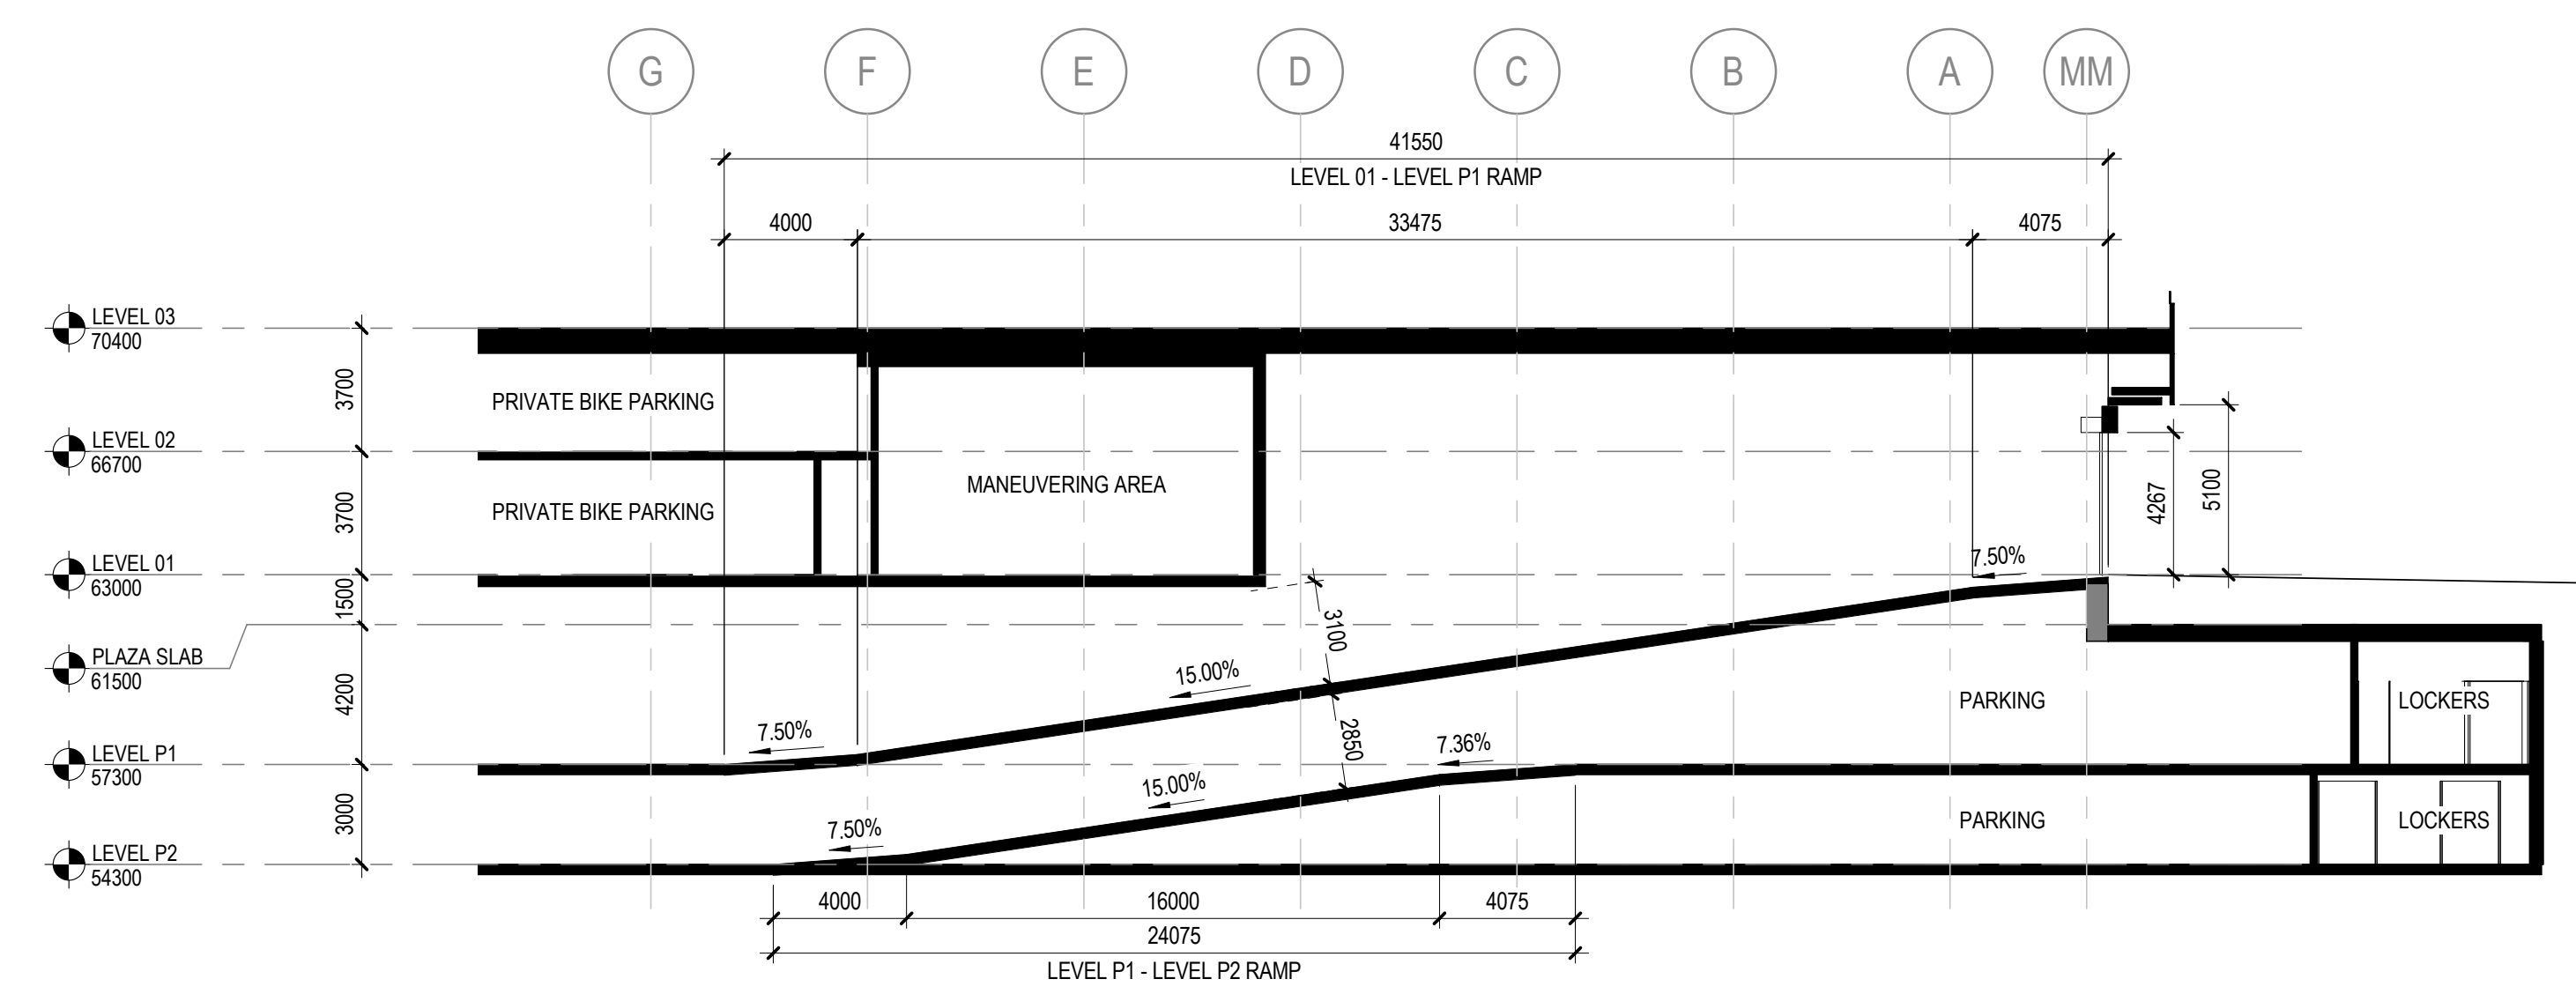 G F E D C B A MM
41550
LEVEL 01 - LEVEL P1 RAMP
4000 33475 4075
LEVEL 03
70400
3700
PRIVATE BIKE PARKING
LEVEL 02
66700
3700
PRIVATE BIKE PARKING
MANEUVERING AREA
4267
5100
LEVEL 01
63000
7.50%
1500
3100
PLAZA SLAB
61500
4200
15.00%
PARKING
LOCKERS
7.50%
2850
7.36%
LEVEL P1
57300
15.00%
3000
7.50%
PARKING
LOCKERS
LEVEL P2
54300
4000 16000 4075
24075
LEVEL P1 - LEVEL P2 RAMP